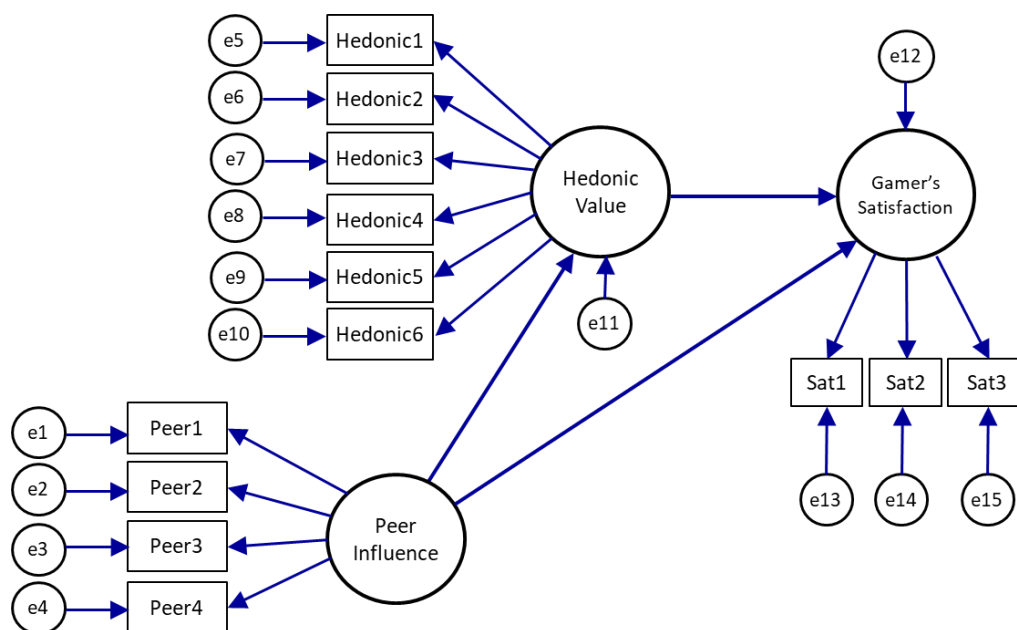 e5
Hedonic1
e6
Hedonic2
e7
Hedonic3
e8
Hedonic4
e9
Hedonic5
e10
Hedonic6
Hedonic
Value
e11
e12
Gamer's
Satisfaction
Sat1
Sat2
Sat3
e13
e14
e15
e1
Peer1
e2
Peer2
e3
Peer3
e4
Peer4
Peer
Influence